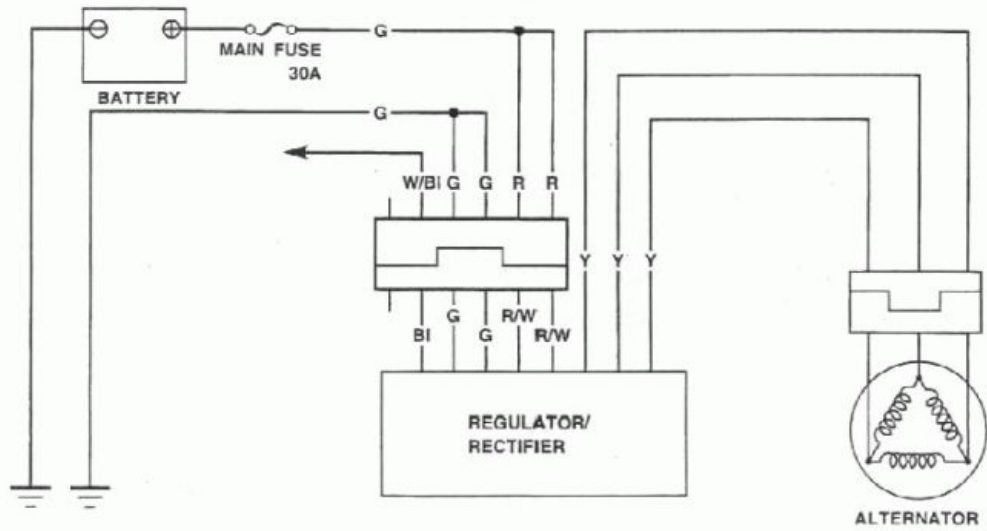 G
MAIN FUSE
30A
BATTERY
G
W/Bl G G R R
Y Y Y
Bl G G R/W R/W
REGULATOR/
RECTIFIER
ALTERNATOR